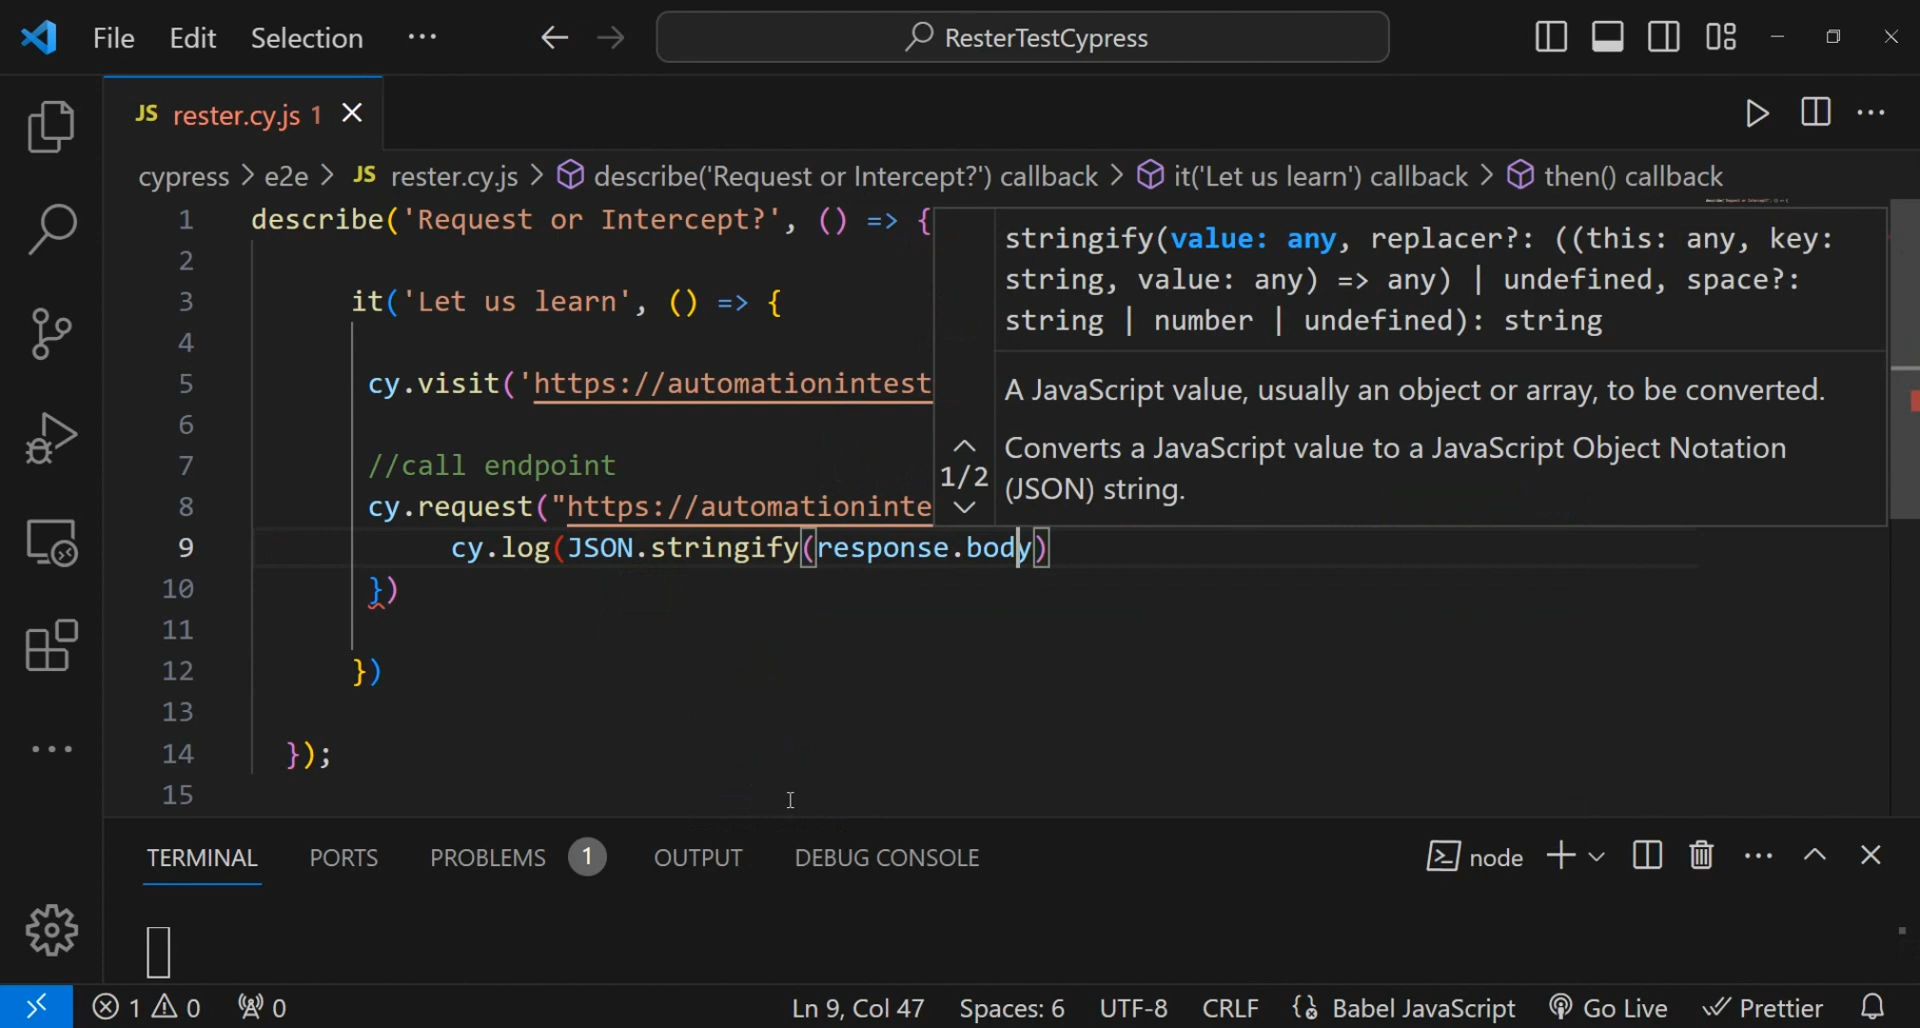 File Edit Selection ··· ResterTestCypress
JS rester.cy.js 1
cypress > e2e > JS rester.cy.js > describe('Request or Intercept?') callback > it('Let us learn') callback > then() callback
1 describe('Request or Intercept?', () => {
2
3 it('Let us learn', () => {
4
5 cy.visit('https://automationintest
6
7 //call endpoint
8 cy.request("https://automationinte
9 cy.log(JSON.stringify(response.body)
10 })
11
12 })
13
14 });
15
stringify(value: any, replacer?: ((this: any, key:
string, value: any) => any) | undefined, space?:
string | number | undefined): string
A JavaScript value, usually an object or array, to be converted.
1/2
Converts a JavaScript value to a JavaScript Object Notation
(JSON) string.
TERMINAL PORTS PROBLEMS 1 OUTPUT DEBUG CONSOLE node
1 0 0 Ln 9, Col 47 Spaces: 6 UTF-8 CRLF Babel JavaScript Go Live Prettier